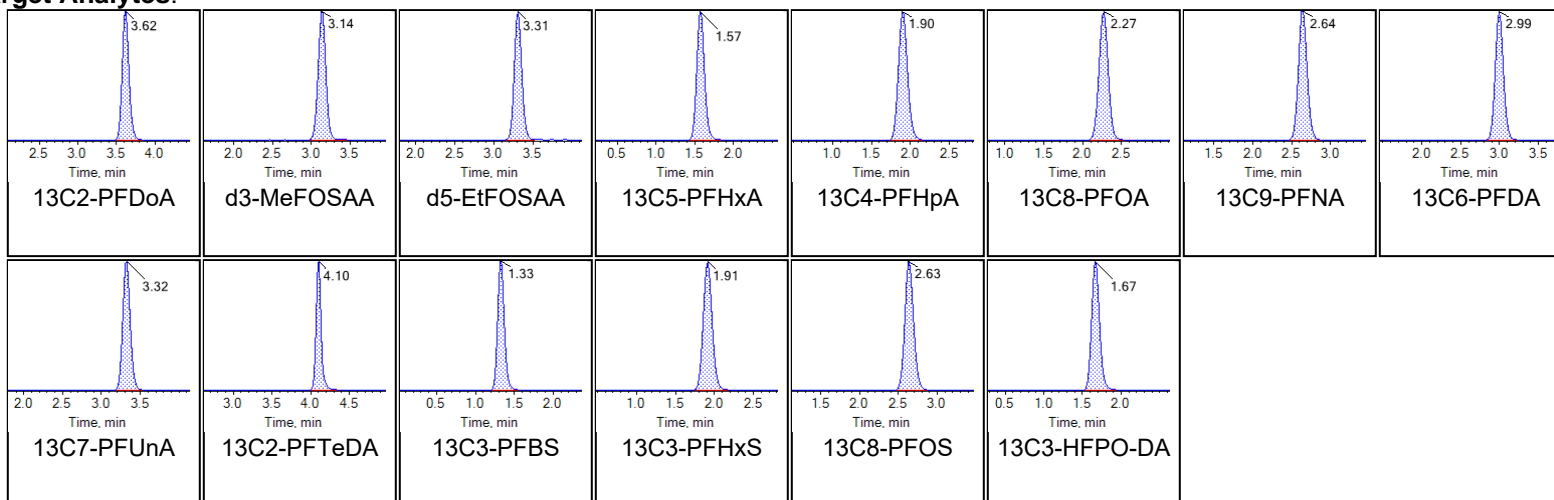 Target Analytes:
3.62 3.14 3.31 1.57 1.90 2.27 2.64 2.99
2.5 3.0 3.5 4.0 2.0 2.5 3.0 3.5 2.0 2.5 3.0 3.5 0.5 1.0 1.5 2.0 1.0 1.5 2.0 2.5 1.0 1.5 2.0 2.5 1.5 2.0 2.5 3.0 2.0 2.5 3.0 3.5
Time, min Time, min Time, min Time, min Time, min Time, min Time, min Time, min
13C2-PFDoA d3-MeFOSAA d5-EtFOSAA 13C5-PFHxA 13C4-PFHpA 13C8-PFOA 13C9-PFNA 13C6-PFDA
3.32 4.10 1.33 1.91 2.63 1.67
2.0 2.5 3.0 3.5 3.0 3.5 4.0 4.5 0.5 1.0 1.5 2.0 1.0 1.5 2.0 2.5 1.5 2.0 2.5 3.0 0.5 1.0 1.5 2.0
Time, min Time, min Time, min Time, min Time, min Time, min
13C7-PFUnA 13C2-PFTeDA 13C3-PFBS 13C3-PFHxS 13C8-PFOS 13C3-HFPO-DA